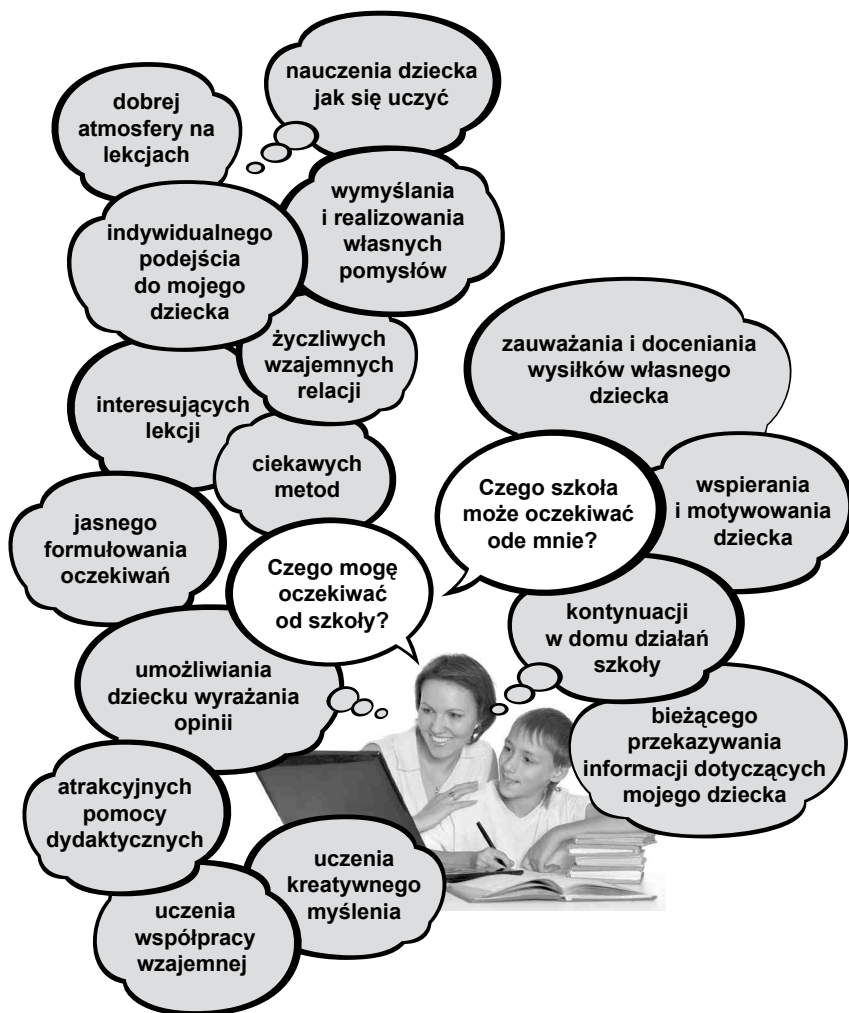 nauczenia dziecka
jak się uczyć
dobrej
atmosfery na
lekcjach
wymyślania
i realizowania
własnych
pomysłów
indywidualnego
podejścia
do mojego
dziecka
życzliwych
wzajemnych
relacji
zauważania i doceniania
wysiłków własnego
dziecka
interesujących
lekcji
ciekawych
metod
Czego szkoła
może oczekiwać
ode mnie?
wspierania
i motywowania
dziecka
jasnego
formułowania
oczekiwań
Czego mogę
oczekiwać
od szkoły?
kontynuacji
w domu działań
szkoły
umożliwiania
dziecku wyrażania
opinii
bieżącego
przekazywania
informacji dotyczących
mojego dziecka
atrakcyjnych
pomocy
dydaktycznych
uczenia
kreatywnego
myślenia
uczenia
współpracy
wzajemnej